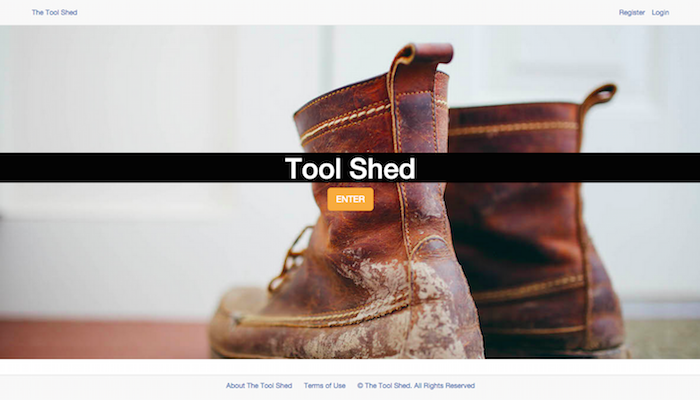 The Tool Shed
Register Login
Tool Shed
ENTER
About The Tool Shed Terms of Use © The Tool Shed. All Rights Reserved